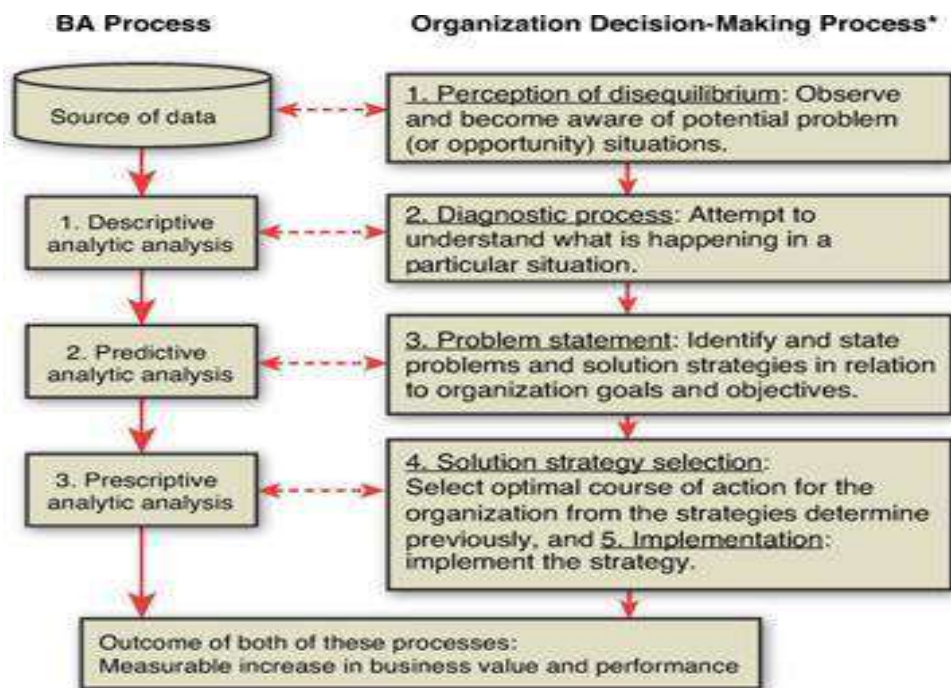 BA Process
Organization Decision-Making Process*
Source of data
1. Perception of disequilibrium: Observe
and become aware of potential problem
(or opportunity) situations.
1. Descriptive
analytic analysis
2. Diagnostic process: Attempt to
understand what is happening in a
particular situation.
2. Predictive
analytic analysis
3. Problem statement: Identify and state
problems and solution strategies in relation
to organization goals and objectives.
3. Prescriptive
analytic analysis
4. Solution strategy selection:
Select optimal course of action for the
organization from the strategies determine
previously, and 5. Implementation:
implement the strategy.
Outcome of both of these processes:
Measurable increase in business value and performance